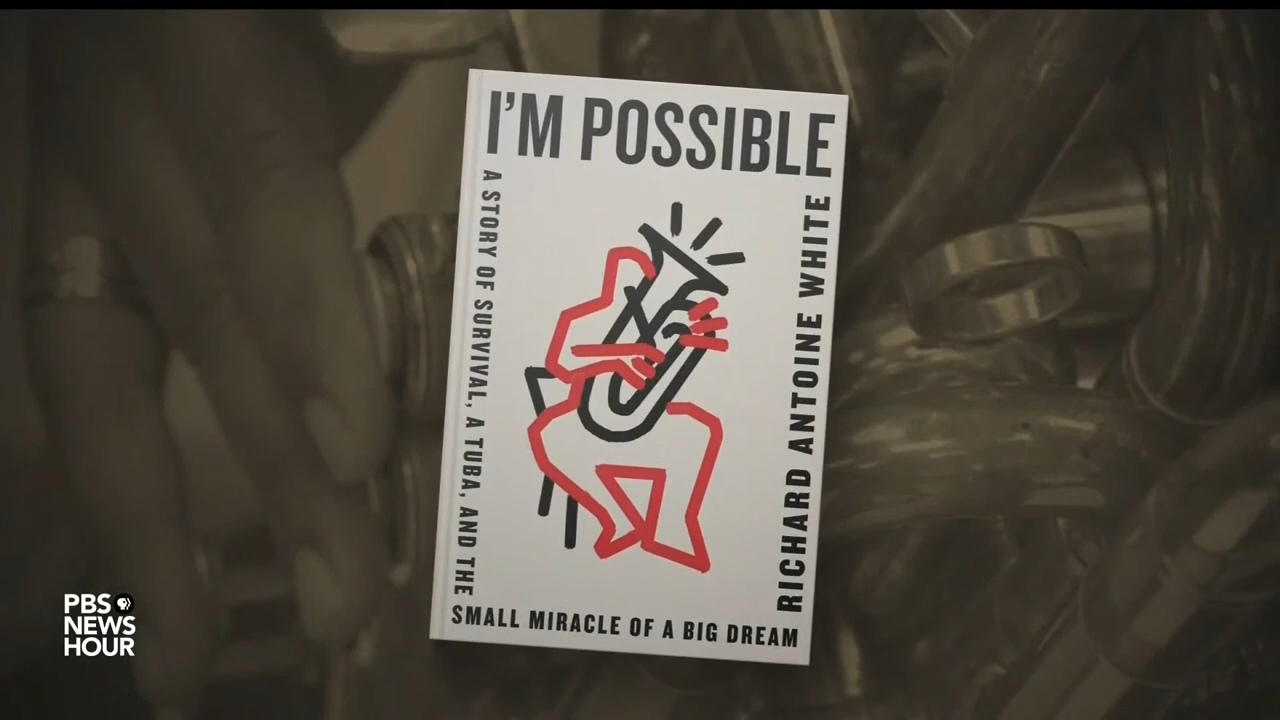 I'M POSSIBLE
A STORY OF SURVIVAL, A TUBA, AND THE
SMALL MIRACLE OF A BIG DREAM
RICHARD ANTOINE WHITE
PBS
NEWS
HOUR